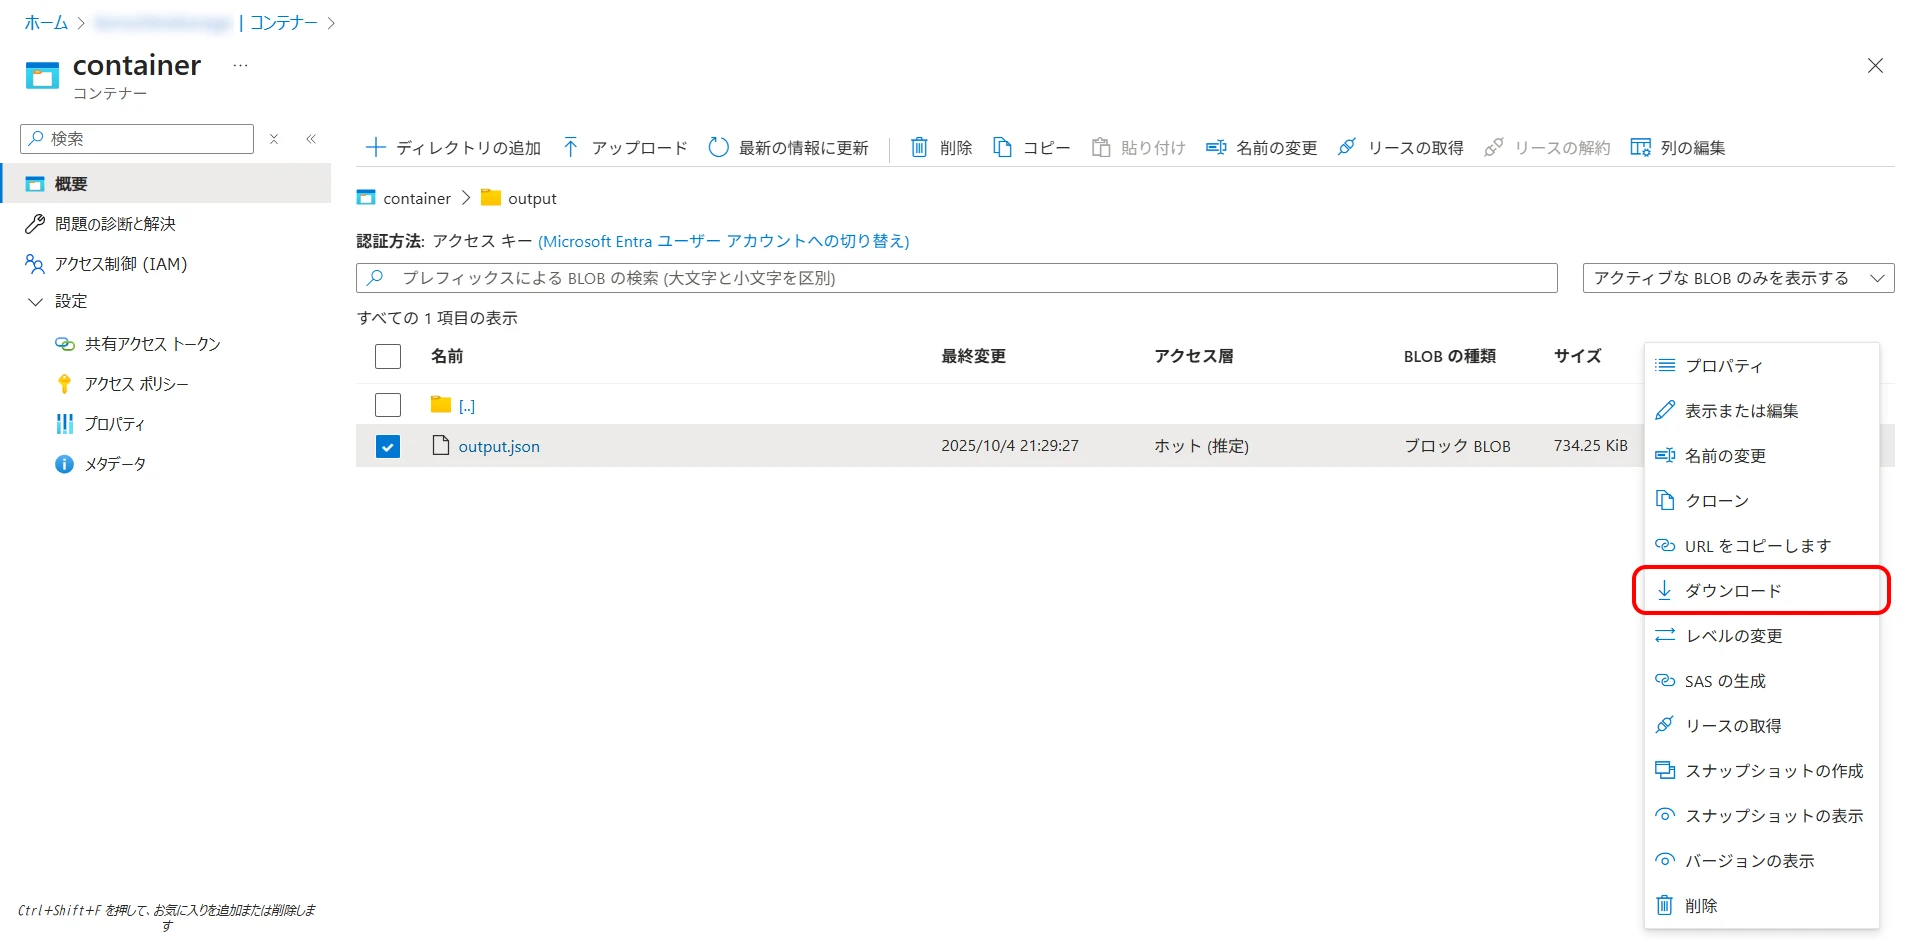 ホーム > | コンテナー >
container …
コンテナー
検索
概要
問題の診断と解決
アクセス制御 (IAM)
設定
共有アクセス トークン
アクセス ポリシー
プロパティ
メタデータ
Ctrl+Shift+F を押して、お気に入りを追加または削除しま
す
ディレクトリの追加 アップロード 最新の情報に更新 削除 コピー 貼り付け 名前の変更 リースの取得 リースの解約 列の編集
container > output
認証方法: アクセス キー (Microsoft Entra ユーザー アカウントへの切り替え)
プレフィックスによる BLOB の検索 (大文字と小文字を区別) アクティブな BLOB のみを表示する
すべての 1 項目の表示
名前 最終変更 アクセス層 BLOB の種類 サイズ
[..]
output.json 2025/10/4 21:29:27 ホット (推定) ブロック BLOB 734.25 KiB
プロパティ
表示または編集
名前の変更
クローン
URL をコピーします
ダウンロード
レベルの変更
SAS の生成
リースの取得
スナップショットの作成
スナップショットの表示
バージョンの表示
削除